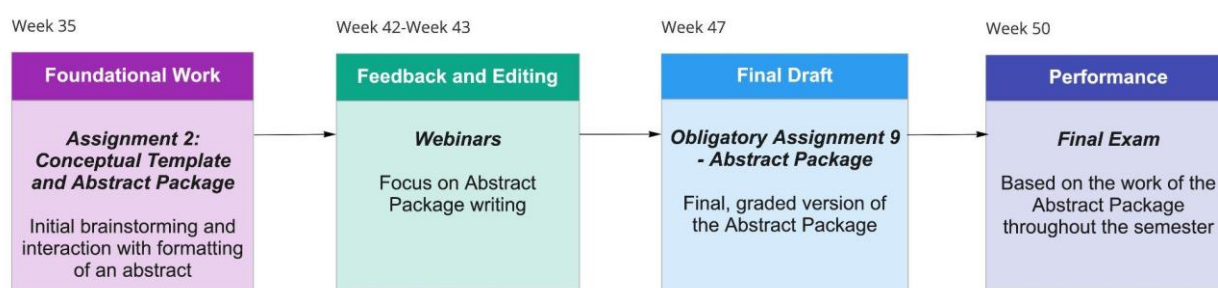 Week 35
Foundational Work
Assignment 2:
Conceptual Template
and Abstract Package
Initial brainstorming and
interaction with formatting
of an abstract
Week 42-Week 43
Feedback and Editing
Webinars
Focus on Abstract
Package writing
Week 47
Final Draft
Obligatory Assignment 9
- Abstract Package
Final, graded version of
the Abstract Package
Week 50
Performance
Final Exam
Based on the work of the
Abstract Package
throughout the semester